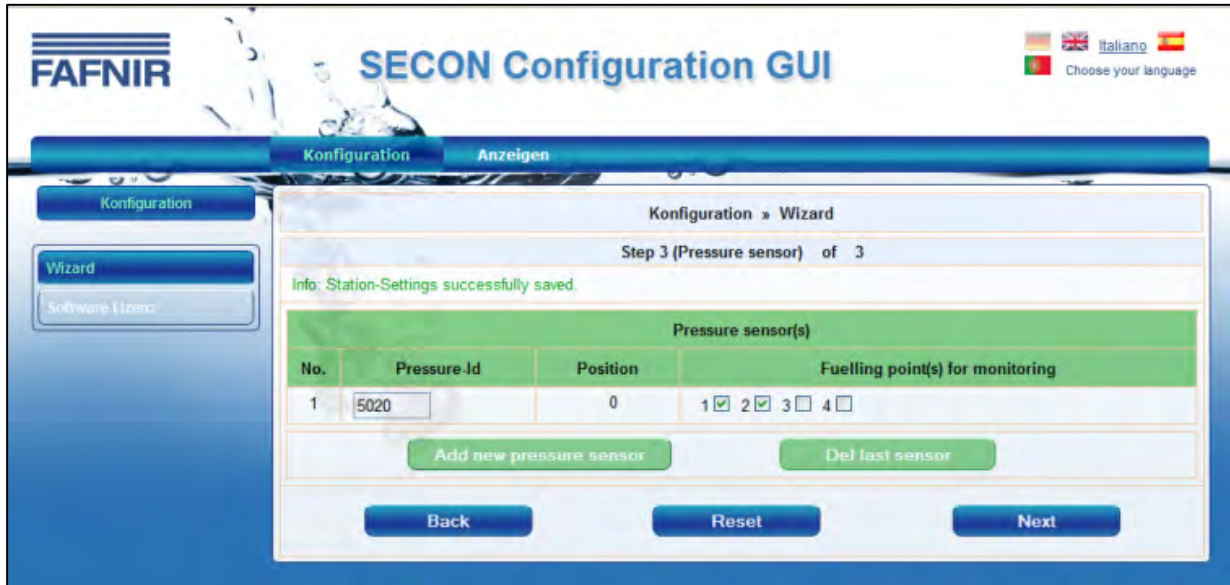 FAFNIR
SECON Configuration GUI
Italiano
Choose your language
Konfiguration Anzeigen
Konfiguration
Wizard
Software Lizenz
Konfiguration » Wizard
Step 3 (Pressure sensor) of 3
Info: Station-Settings successfully saved.
Pressure sensor(s)
No. Pressure-Id Position Fuelling point(s) for monitoring
1 5020 0 1 2 3 4
Add new pressure sensor Del last sensor
Back Reset Next